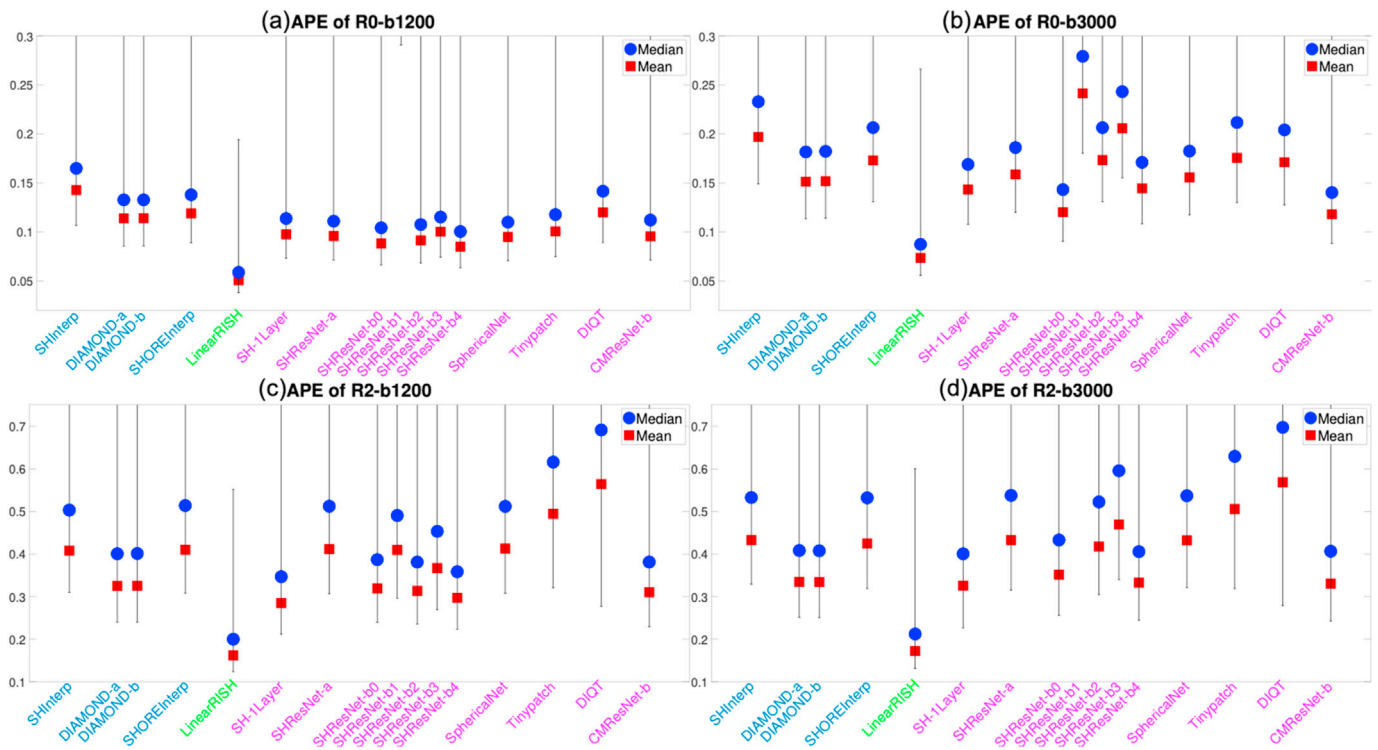 (a)APE of R0-b1200
0.3
0.25
0.2
0.15
0.1
0.05
Median
Mean
SHInterp
DIAMOND-a
DIAMOND-b
SHOREInterp
LinearRISH
SH-1Layer
SHResNet-a
SHResNet-b0
SHResNet-b1
SHResNet-b2
SHResNet-b3
SHResNet-b4
SphericalNet
Tinypatch
DIQT
CMResNet-b
(b)APE of R0-b3000
0.3
0.25
0.2
0.15
0.1
0.05
Median
Mean
SHInterp
DIAMOND-a
DIAMOND-b
SHOREInterp
LinearRISH
SH-1Layer
SHResNet-a
SHResNet-b0
SHResNet-b1
SHResNet-b2
SHResNet-b3
SHResNet-b4
SphericalNet
Tinypatch
DIQT
CMResNet-b
(c)APE of R2-b1200
0.7
0.6
0.5
0.4
0.3
0.2
0.1
Median
Mean
SHInterp
DIAMOND-a
DIAMOND-b
SHOREInterp
LinearRISH
SH-1Layer
SHResNet-a
SHResNet-b0
SHResNet-b1
SHResNet-b2
SHResNet-b3
SHResNet-b4
SphericalNet
Tinypatch
DIQT
CMResNet-b
(d)APE of R2-b3000
0.7
0.6
0.5
0.4
0.3
0.2
0.1
Median
Mean
SHInterp
DIAMOND-a
DIAMOND-b
SHOREInterp
LinearRISH
SH-1Layer
SHResNet-a
SHResNet-b0
SHResNet-b1
SHResNet-b2
SHResNet-b3
SHResNet-b4
SphericalNet
Tinypatch
DIQT
CMResNet-b